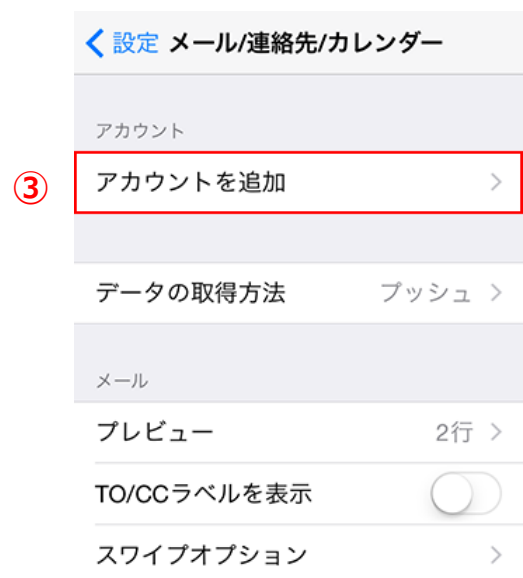 設定 メール/連絡先/カレンダー
アカウント
③ アカウントを追加
データの取得方法 プッシュ
メール
プレビュー 2行
TO/CCラベルを表示
スワイプオプション